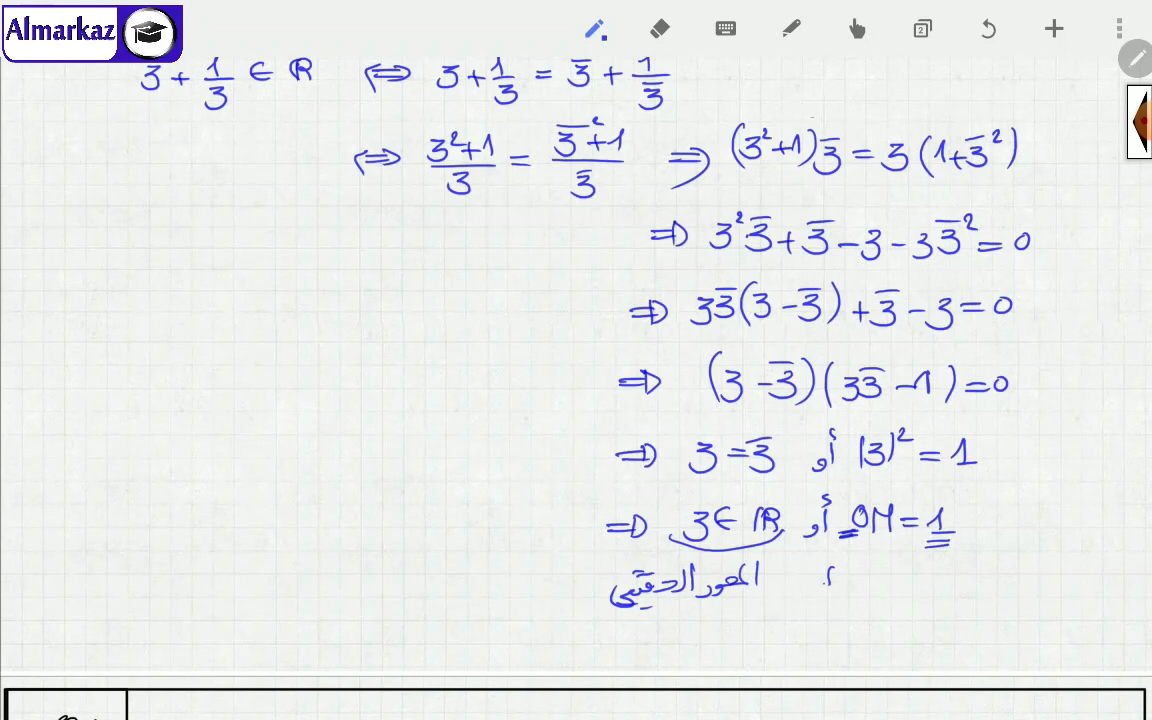 Almarkaz
2
z + 1/z ∈ ℝ ⟺ z + 1/z = z̄ + 1/z̄
⟺ (z²+1)/z = (z̄²+1)/z̄ ⟹ (z²+1)z̄ = z(1+z̄²)
⟹ z²z̄ + z̄ - z - zz̄² = 0
⟹ zz̄(z - z̄) + z̄ - z = 0
⟹ (z - z̄)(zz̄ - 1) = 0
⟹ z = z̄ أو |z|² = 1
⟹ z ∈ ℝ أو OM = 1
المحور الحقيقي